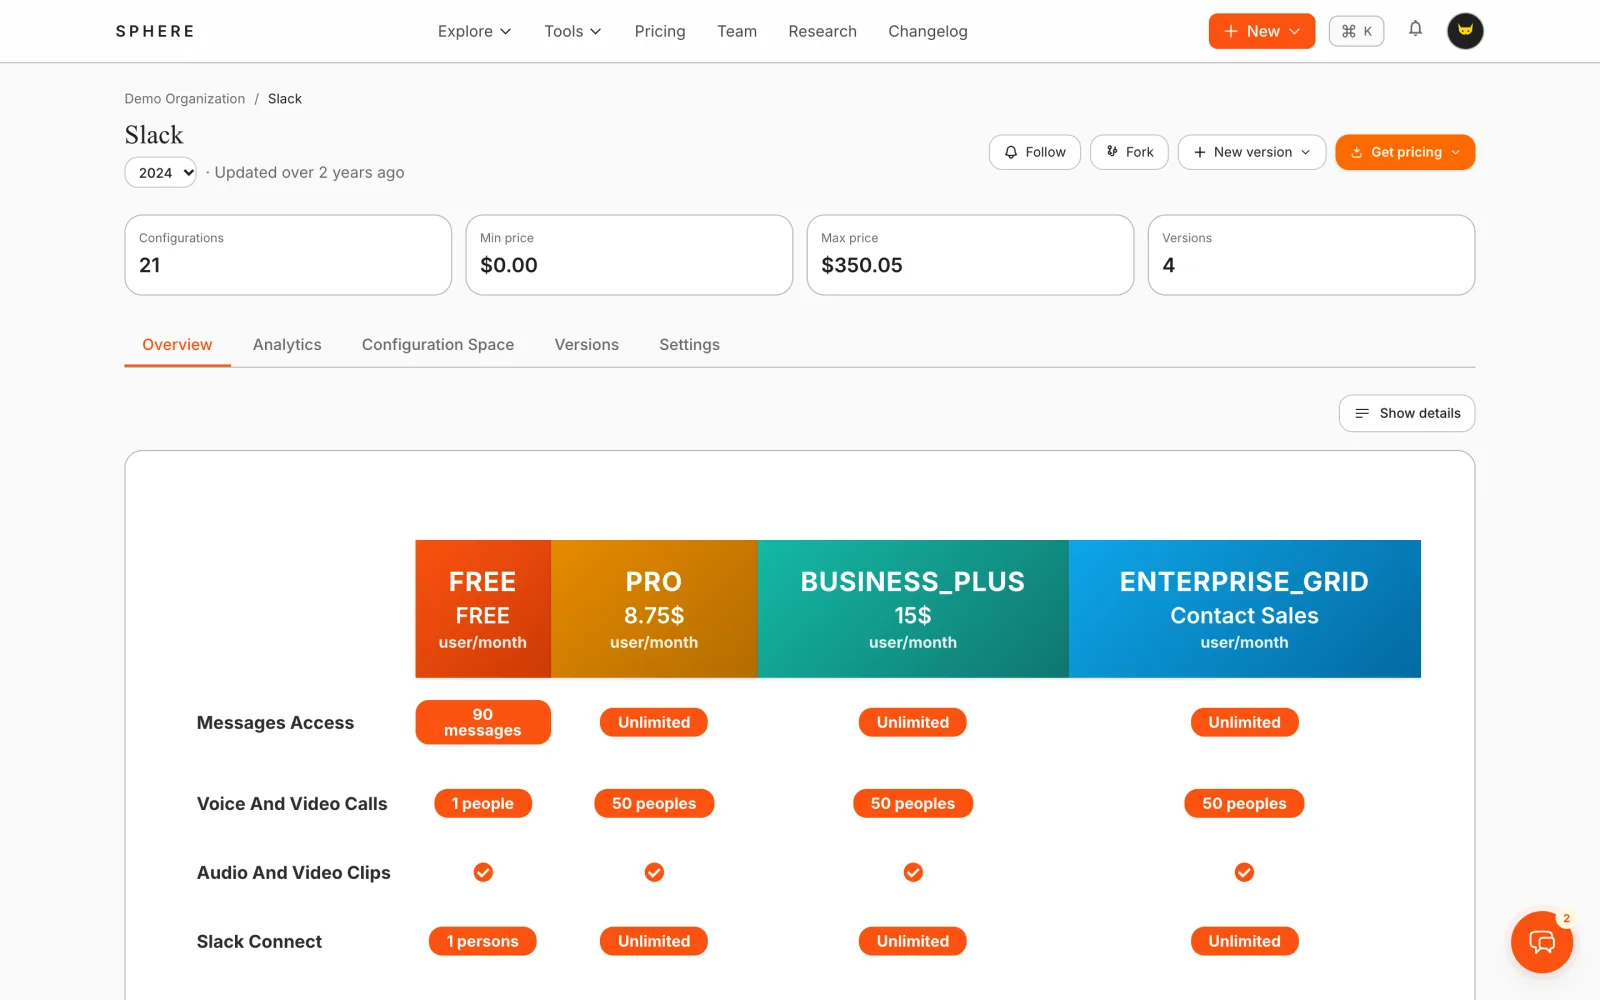 SPHERE
Explore
Tools
Pricing
Team
Research
Changelog
+ New
⌘ K
Demo Organization / Slack
Slack
2024 · Updated over 2 years ago
Follow
Fork
+ New version
Get pricing
Configurations
21
Min price
$0.00
Max price
$350.05
Versions
4
Overview
Analytics
Configuration Space
Versions
Settings
Show details
FREE
FREE
user/month
PRO
8.75$
user/month
BUSINESS_PLUS
15$
user/month
ENTERPRISE_GRID
Contact Sales
user/month
Messages Access
90
messages
Unlimited
Unlimited
Unlimited
Voice And Video Calls
1 people
50 peoples
50 peoples
50 peoples
Audio And Video Clips
Slack Connect
1 persons
Unlimited
Unlimited
Unlimited
2